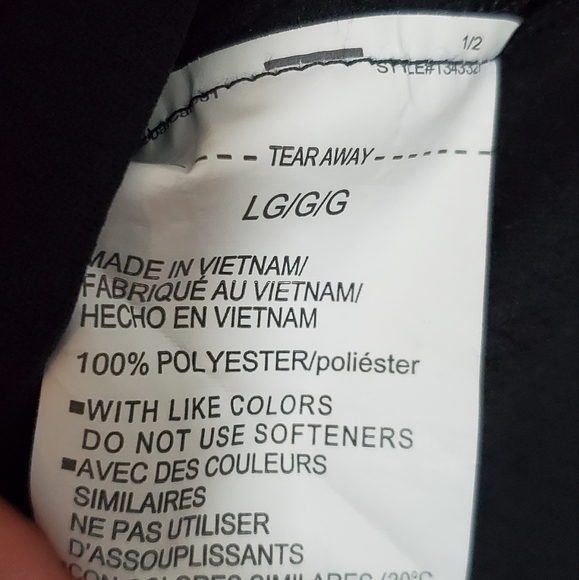 1/2
TEAR AWAY
LG/G/G
MADE IN VIETNAM/
FABRIQUÉ AU VIETNAM/
HECHO EN VIETNAM
100% POLYESTER/poliéster
WITH LIKE COLORS
DO NOT USE SOFTENERS
AVEC DES COULEURS
SIMILAIRES
NE PAS UTILISER
D'ASSOUPLISSANTS